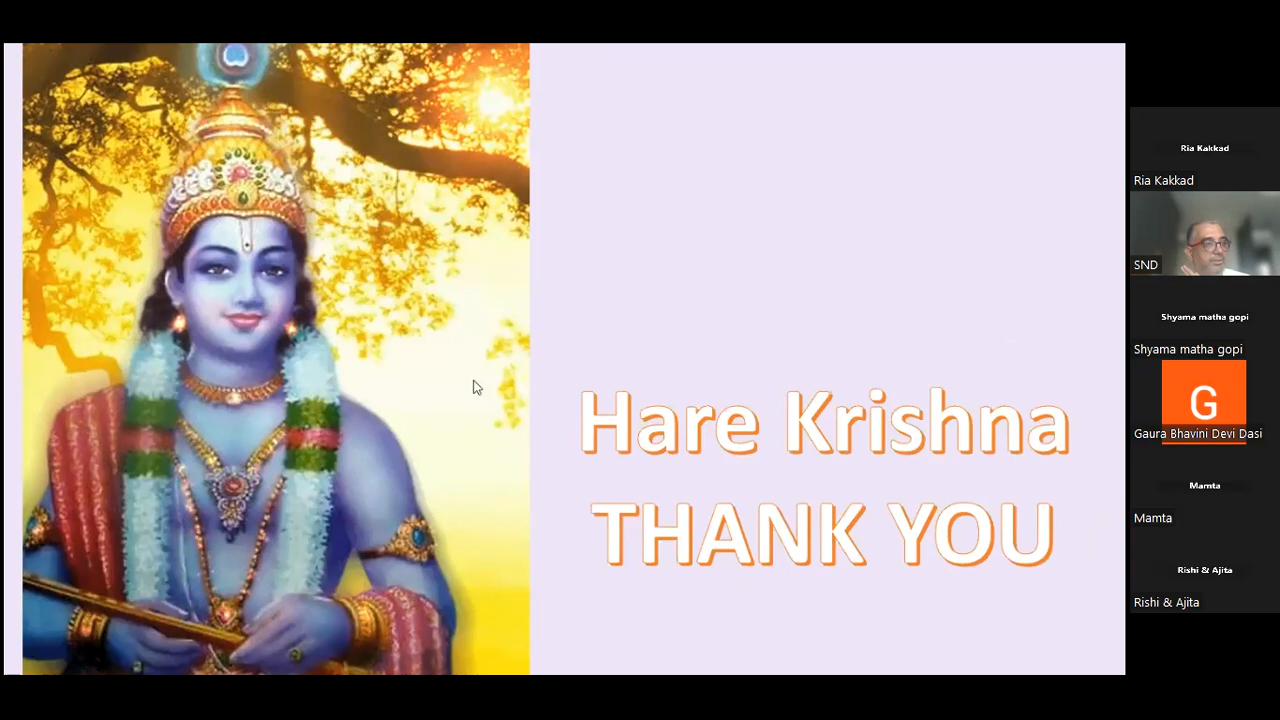 Hare Krishna
THANK YOU
Ria Kakkad
Ria Kakkad
SND
Shyama matha gopi
Shyama matha gopi
G
Gaura Bhavini Devi Dasi
Mamta
Mamta
Rishi & Ajita
Rishi & Ajita